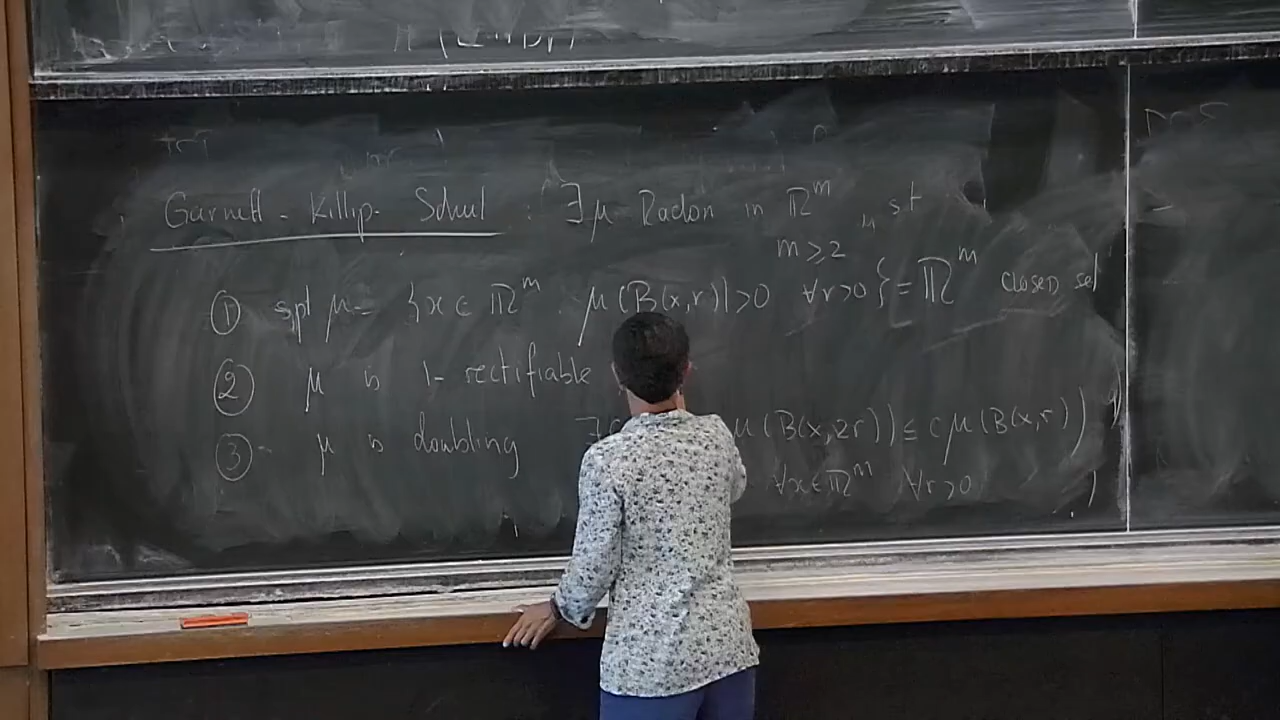 Garnett - Killip - Schul : ∃ μ Radon in ℝ^m, s.t
m ≥ 2
① spt μ = {x ∈ ℝ^m : μ(B(x,r))>0 ∀r>0} = ℝ^m closed set
② μ is 1-rectifiable
③ μ is doubling μ(B(x,2r)) ≤ c μ(B(x,r))
∀x∈ℝ^m ∀r>0